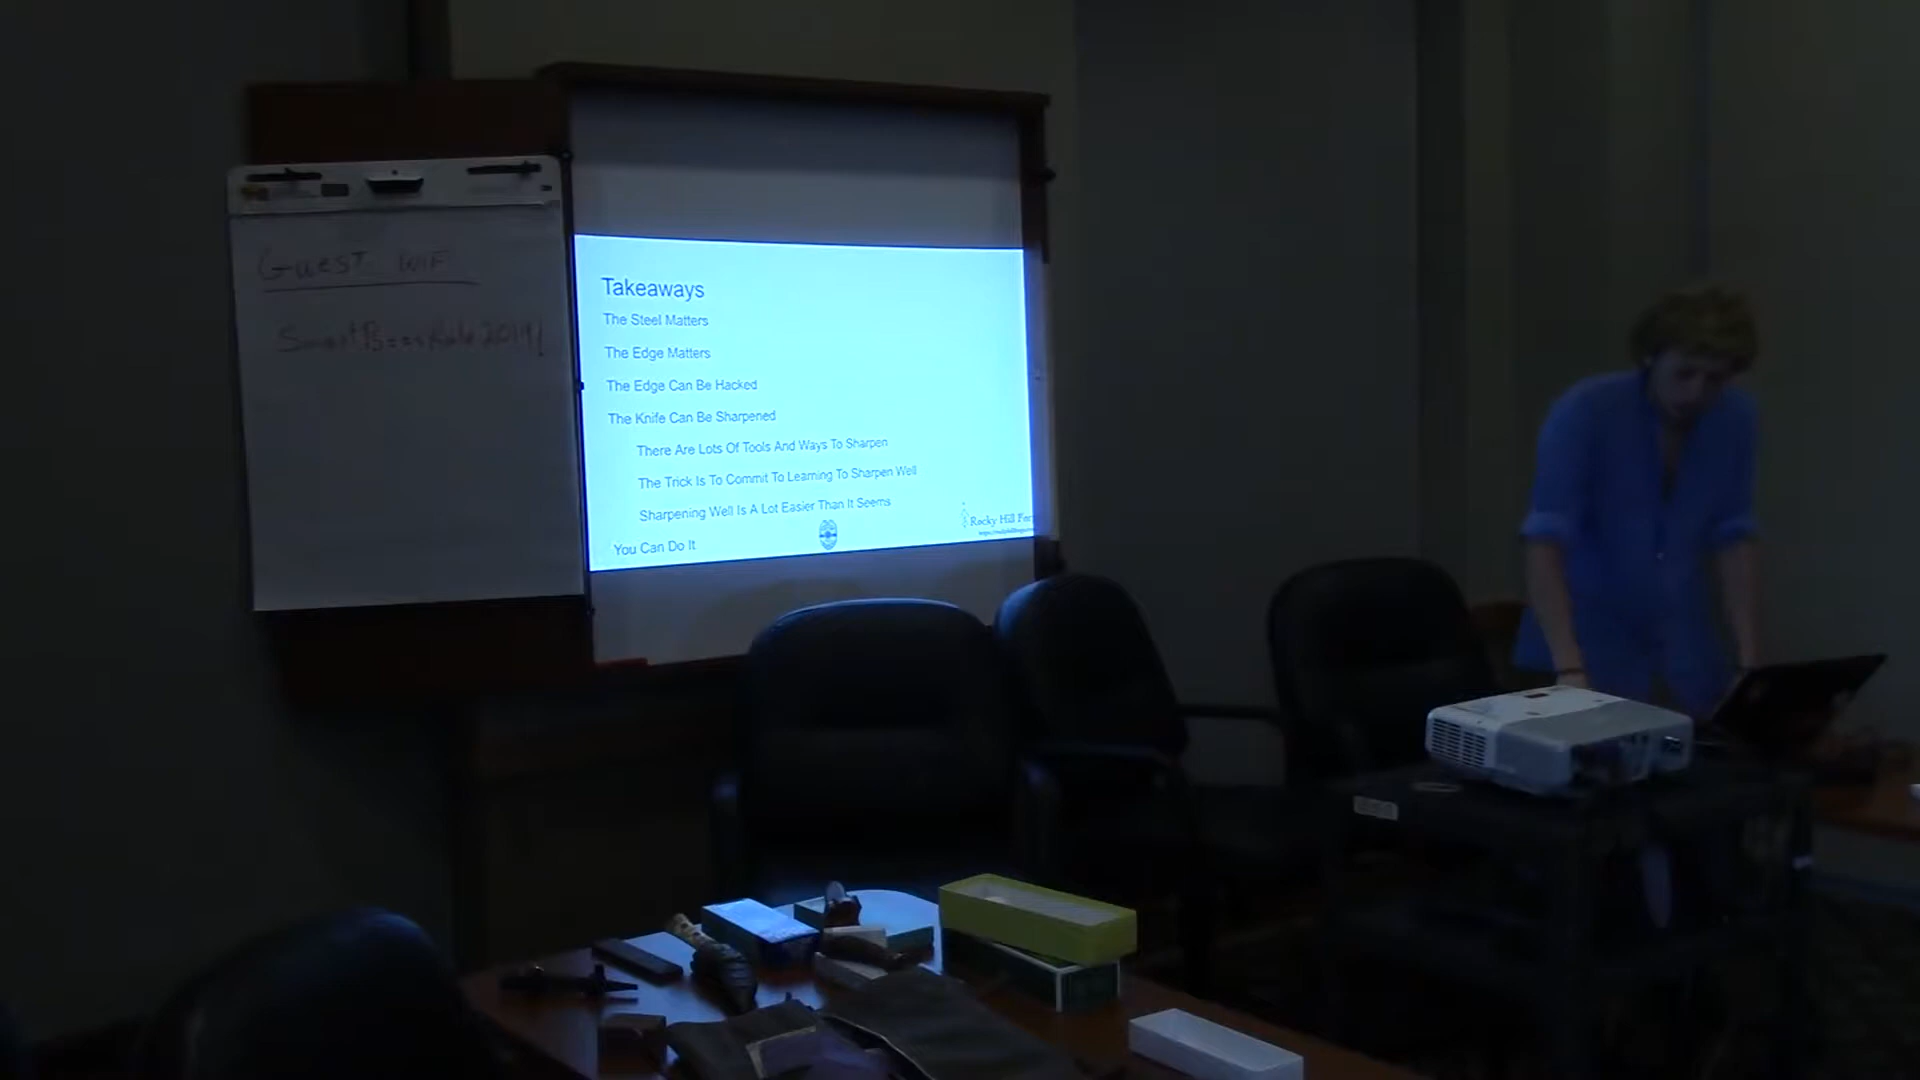 Guest WiF
Takeaways
The Steel Matters
The Edge Matters
The Edge Can Be Hacked
The Knife Can Be Sharpened
There Are Lots Of Tools And Ways To Sharpen
The Trick Is To Commit To Learning To Sharpen Well
Sharpening Well Is A Lot Easier Than It Seems
You Can Do It
Rocky Hill For